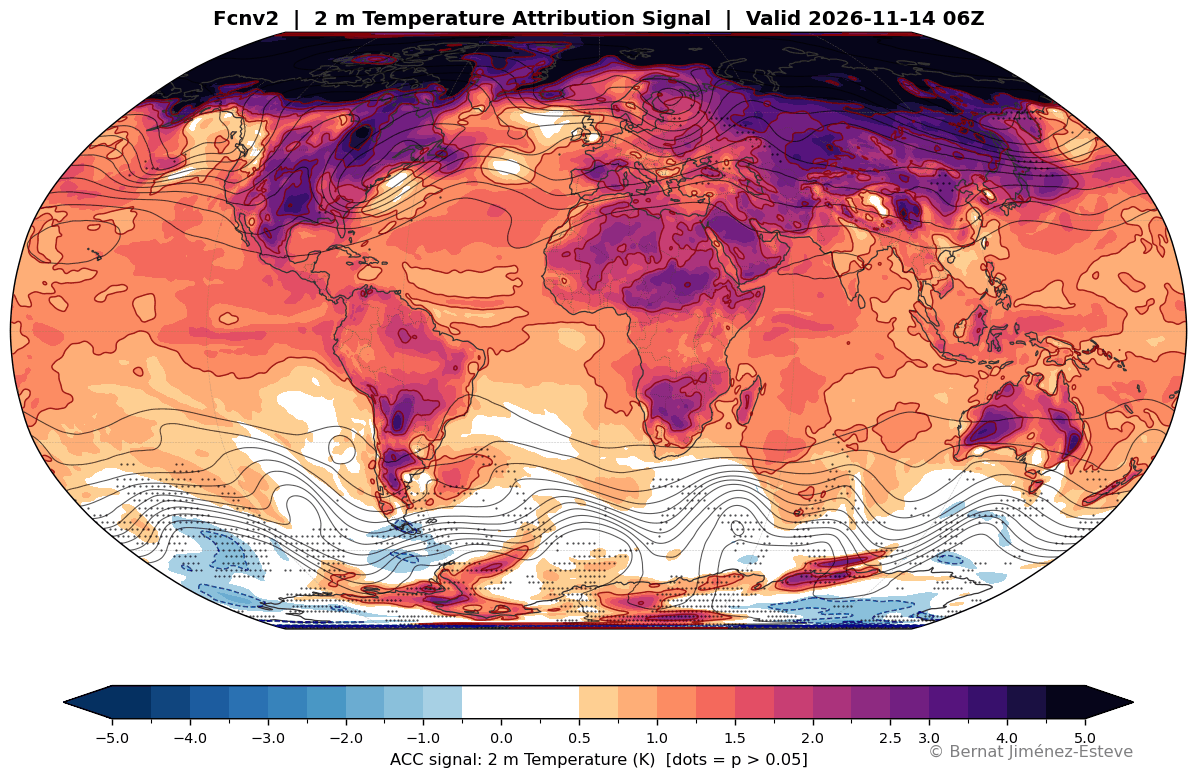 Fcnv2 | 2 m Temperature Attribution Signal | Valid 2026-11-14 06Z
−5.0 −4.0 −3.0 −2.0 −1.0 0.0 0.5 1.0 1.5 2.0 2.5 3.0 4.0 5.0
ACC signal: 2 m Temperature (K) [dots = p > 0.05]
© Bernat Jiménez-Esteve